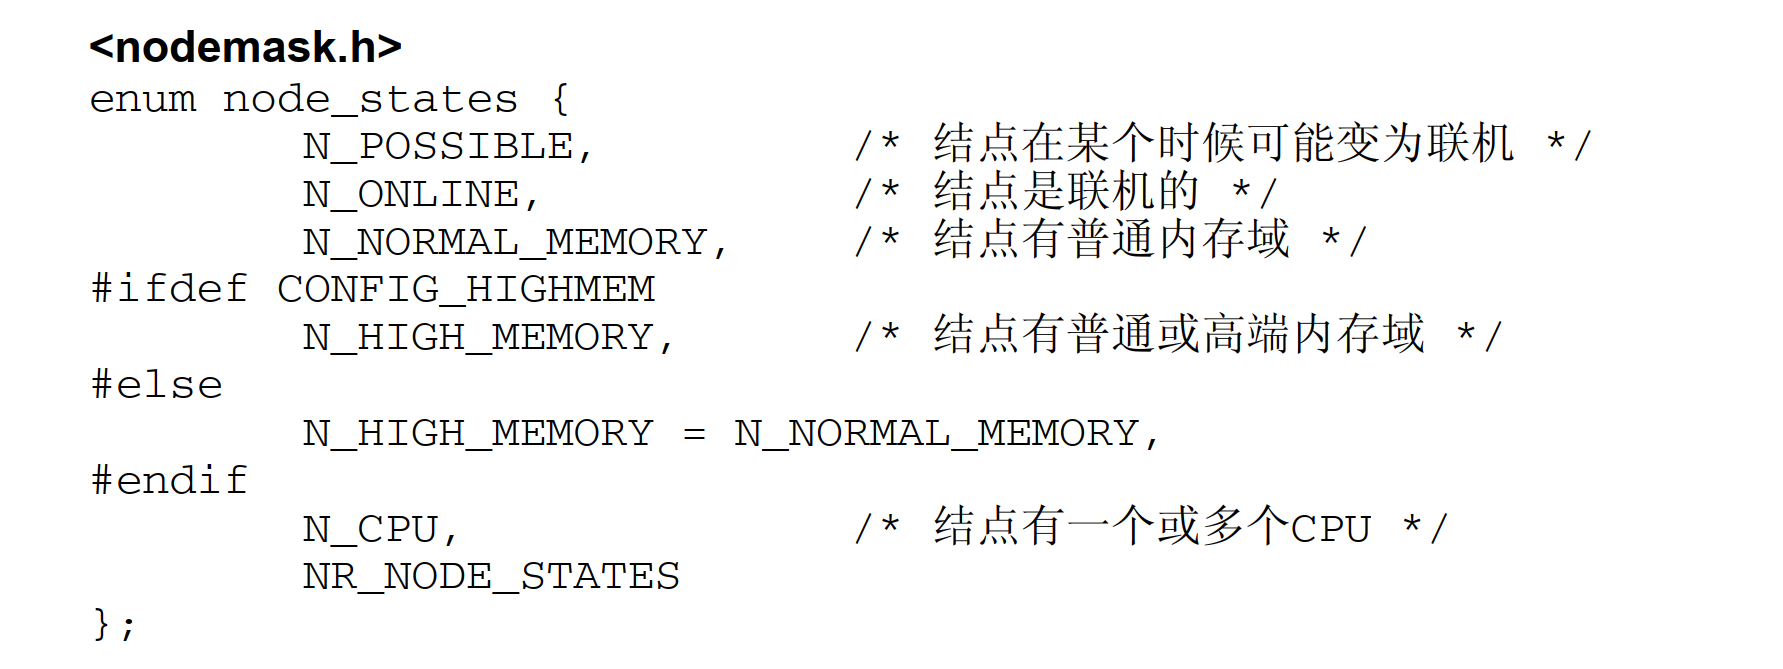 <nodemask.h>
enum node_states {
        N_POSSIBLE,          /* 结点在某个时候可能变为联机 */
        N_ONLINE,            /* 结点是联机的 */
        N_NORMAL_MEMORY,     /* 结点有普通内存域 */
#ifdef CONFIG_HIGHMEM
        N_HIGH_MEMORY,       /* 结点有普通或高端内存域 */
#else
        N_HIGH_MEMORY = N_NORMAL_MEMORY,
#endif
        N_CPU,               /* 结点有一个或多个CPU */
        NR_NODE_STATES
};